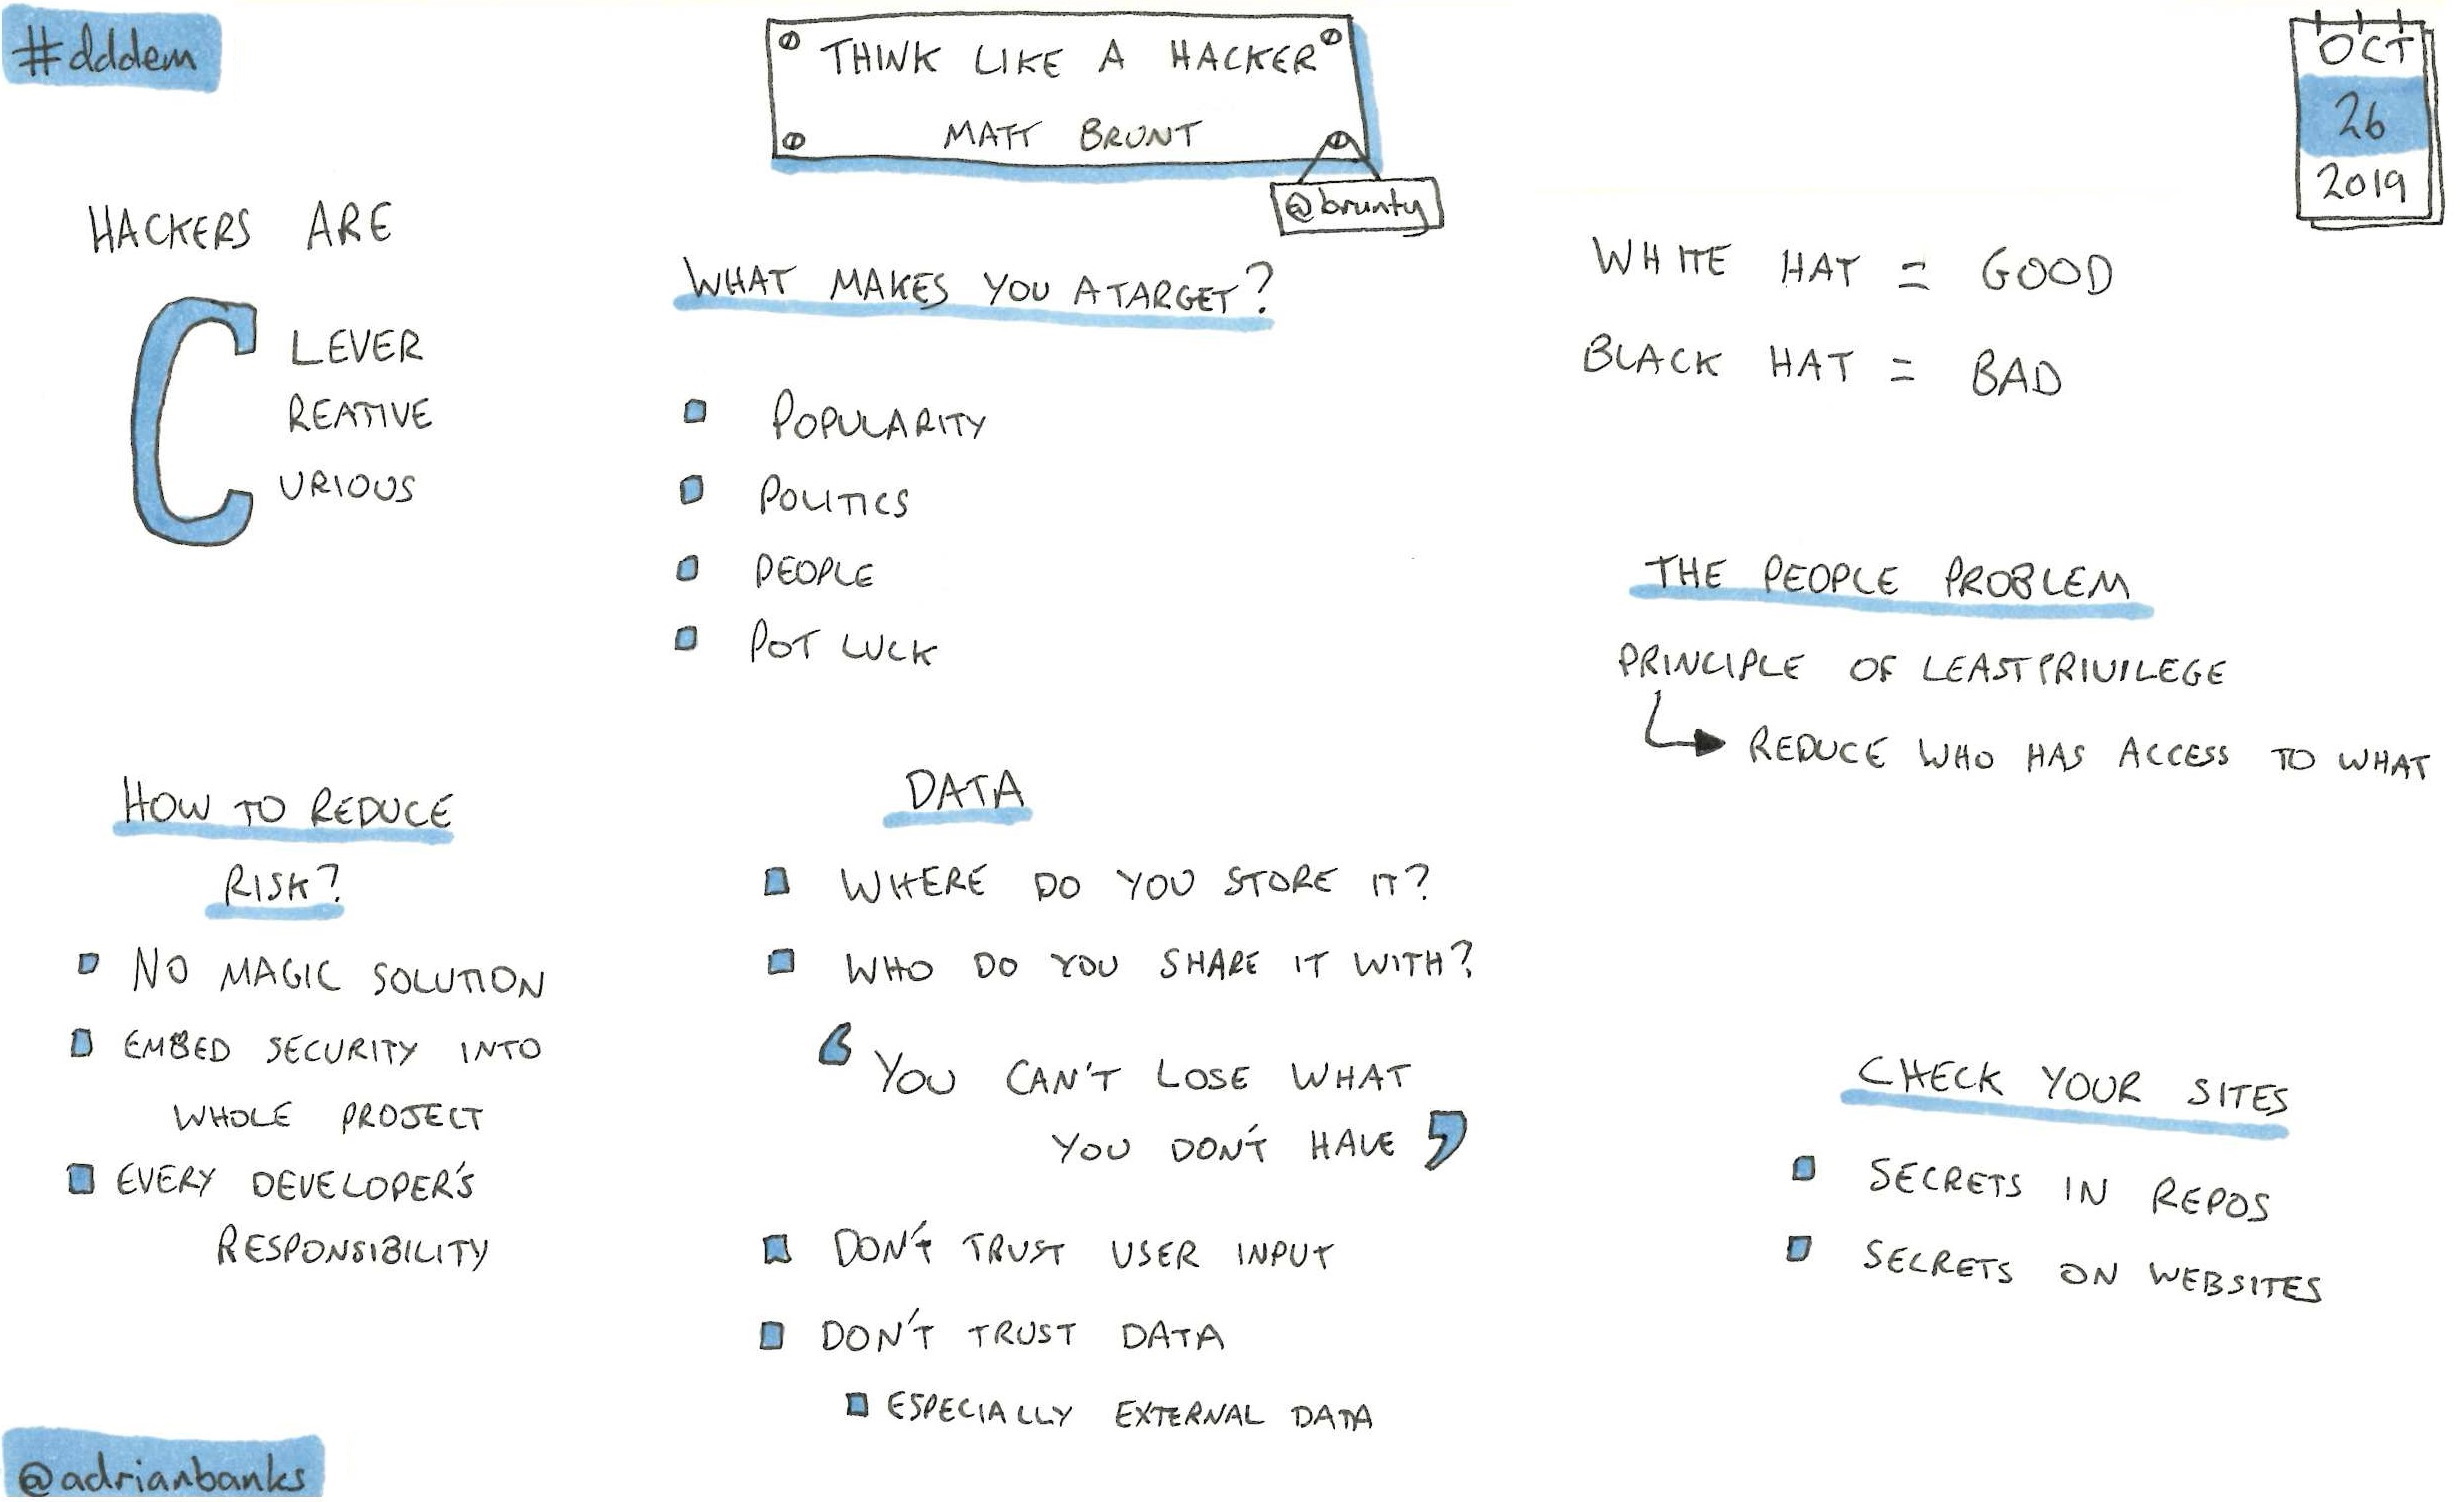 #dddem
THINK LIKE A HACKER
MATT BRUNT
@brunty
OCT
26
2019
HACKERS ARE
C
LEVER
REATIVE
URIOUS
WHAT MAKES YOU A TARGET?
POPULARITY
POLITICS
PEOPLE
POT LUCK
WHITE HAT = GOOD
BLACK HAT = BAD
THE PEOPLE PROBLEM
PRINCIPLE OF LEAST PRIVILEGE
REDUCE WHO HAS ACCESS TO WHAT
HOW TO REDUCE
RISK?
NO MAGIC SOLUTION
EMBED SECURITY INTO
WHOLE PROJECT
EVERY DEVELOPER'S
RESPONSIBILITY
DATA
WHERE DO YOU STORE IT?
WHO DO YOU SHARE IT WITH?
‘YOU CAN'T LOSE WHAT
YOU DON'T HAVE’
DON'T TRUST USER INPUT
DON'T TRUST DATA
ESPECIALLY EXTERNAL DATA
CHECK YOUR SITES
SECRETS IN REPOS
SECRETS ON WEBSITES
@adrianbanks